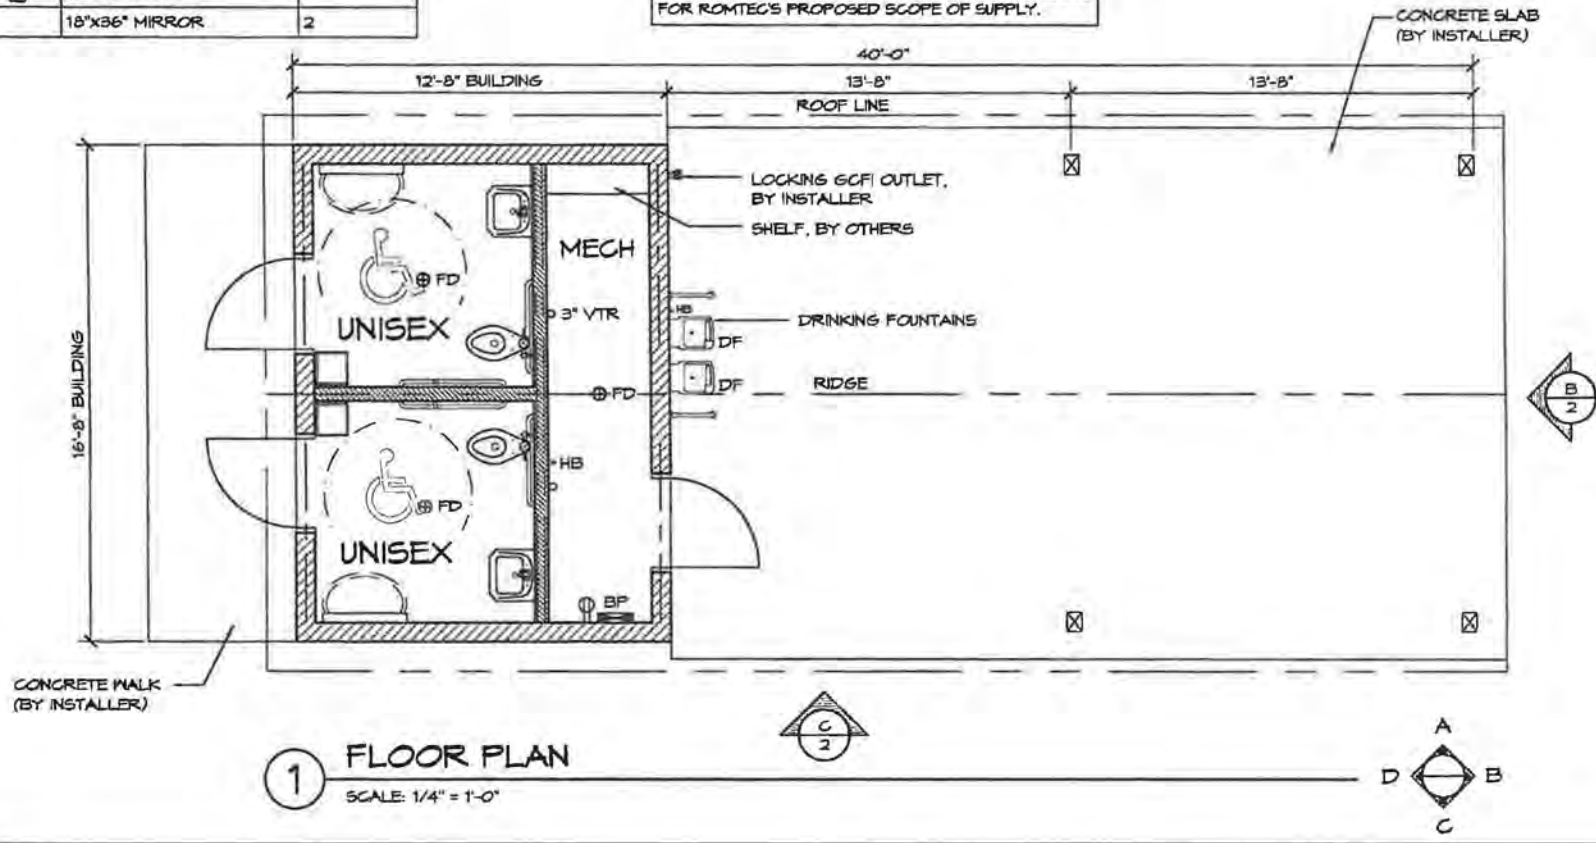 18"x36" MIRROR 2
FOR ROMTEC'S PROPOSED SCOPE OF SUPPLY.
CONCRETE SLAB
(BY INSTALLER)
40'-0"
12'-8" BUILDING 13'-8" 13'-8"
ROOF LINE
LOCKING GCFI OUTLET,
BY INSTALLER
SHELF, BY OTHERS
MECH
FD
3" VTR
HB
DRINKING FOUNTAINS
UNISEX
DF
DF
FD
RIDGE
B
2
16'-8" BUILDING
HB
FD
UNISEX
BP
CONCRETE WALK
(BY INSTALLER)
C
2
1
FLOOR PLAN
SCALE: 1/4" = 1'-0"
A
D B
C